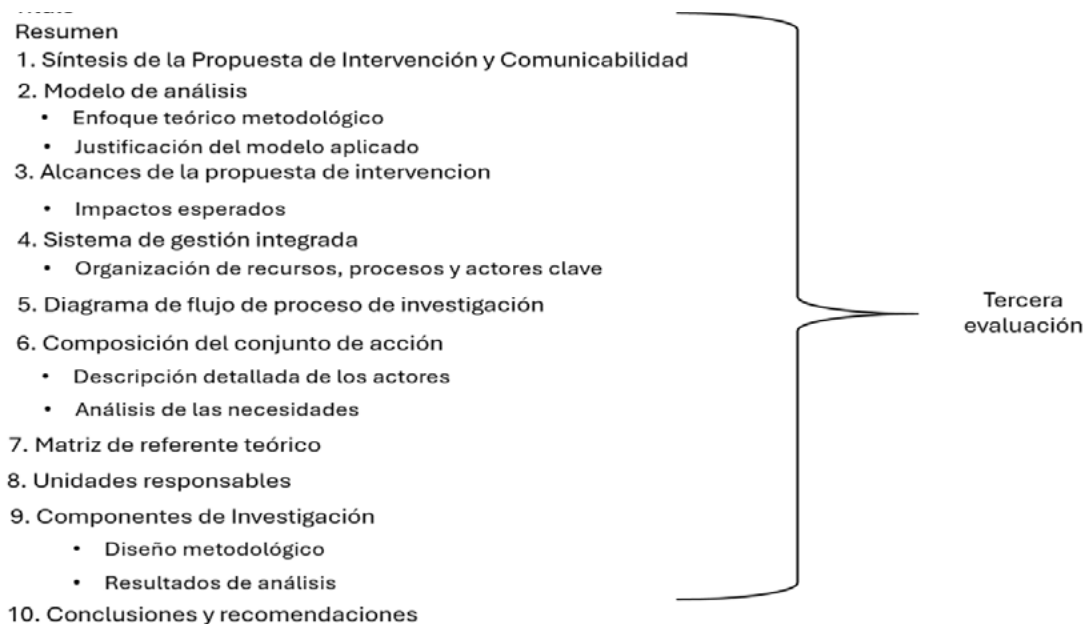 Resumen
1. Síntesis de la Propuesta de Intervención y Comunicabilidad
2. Modelo de análisis
• Enfoque teórico metodológico
• Justificación del modelo aplicado
3. Alcances de la propuesta de intervencion
• Impactos esperados
4. Sistema de gestión integrada
• Organización de recursos, procesos y actores clave
5. Diagrama de flujo de proceso de investigación
6. Composición del conjunto de acción
• Descripción detallada de los actores
• Análisis de las necesidades
7. Matriz de referente teórico
8. Unidades responsables
9. Componentes de Investigación
• Diseño metodológico
• Resultados de análisis
10. Conclusiones y recomendaciones
Tercera
evaluación